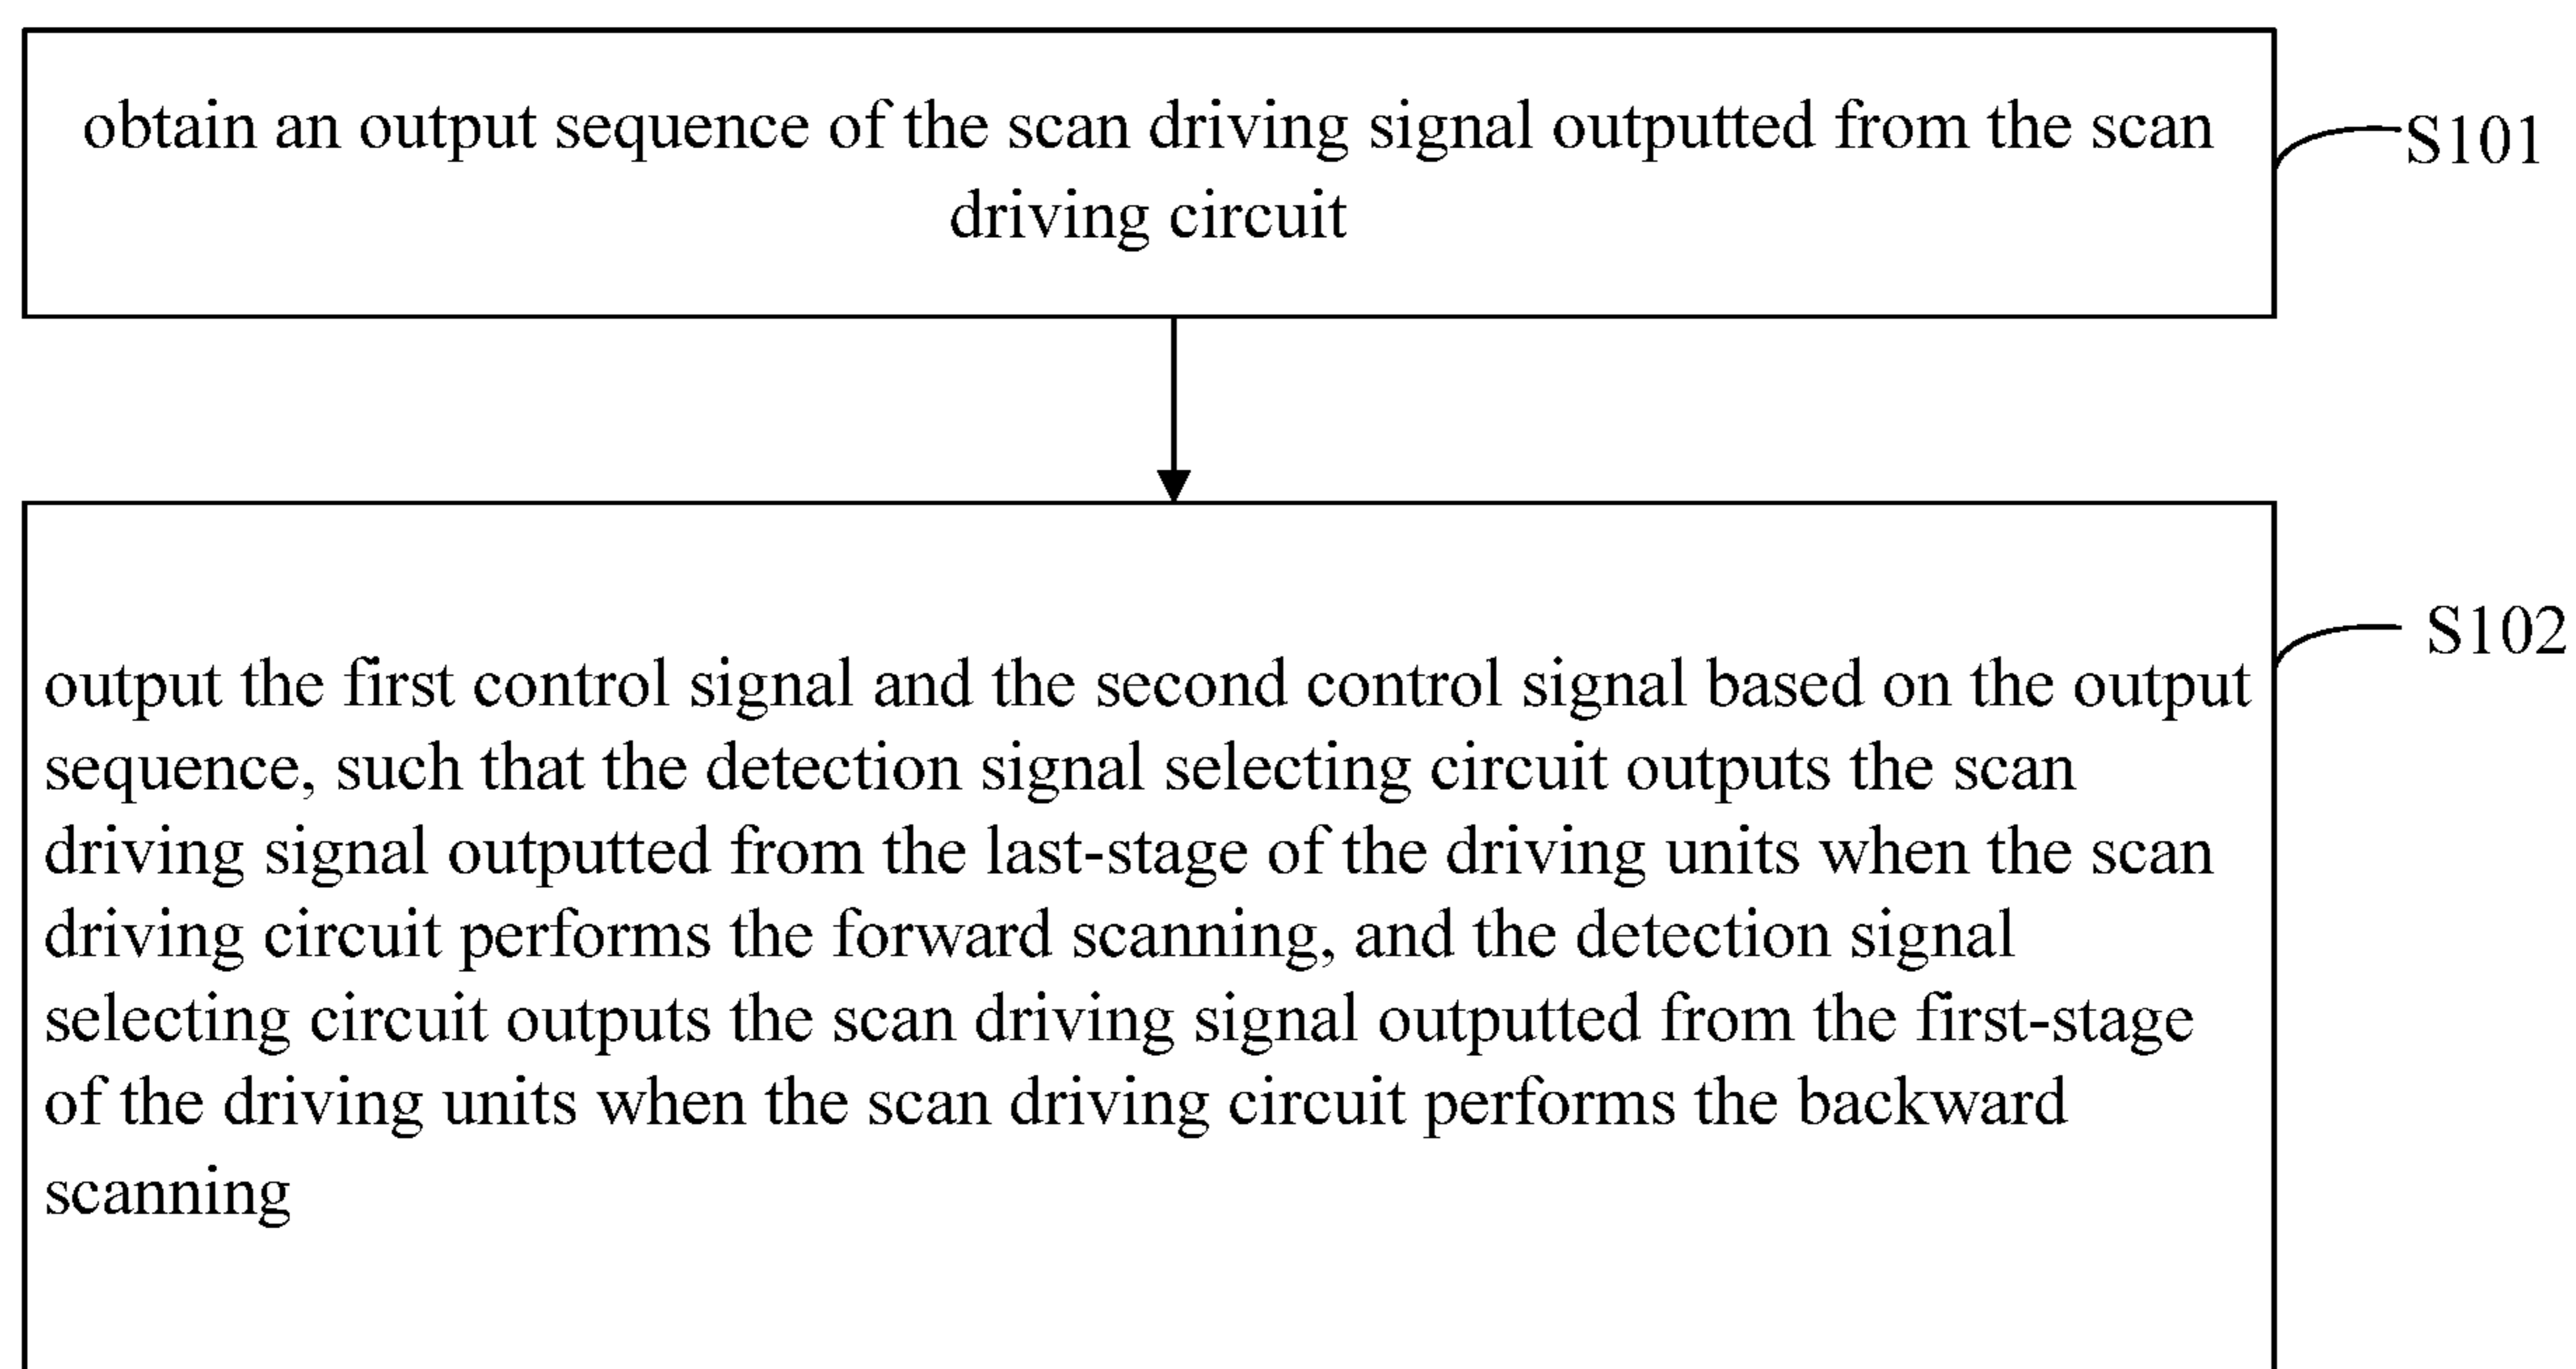 obtain an output sequence of the scan driving signal outputted from the scan
driving circuit
S101
output the first control signal and the second control signal based on the output
sequence, such that the detection signal selecting circuit outputs the scan
driving signal outputted from the last-stage of the driving units when the scan
driving circuit performs the forward scanning, and the detection signal
selecting circuit outputs the scan driving signal outputted from the first-stage
of the driving units when the scan driving circuit performs the backward
scanning
S102